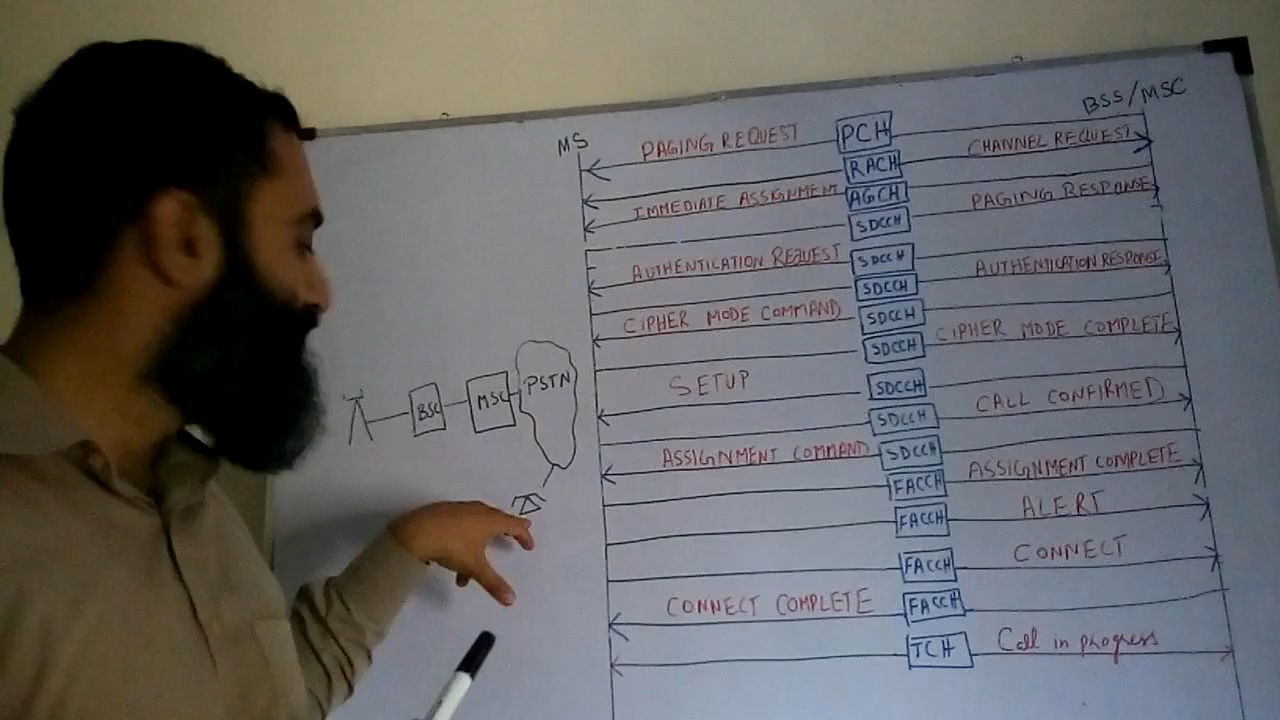 BSS/MSC
MS
PAGING REQUEST PCH
RACH CHANNEL REQUEST
IMMEDIATE ASSIGNMENT AGCH
SDCCH PAGING RESPONSE
AUTHENTICATION REQUEST SDCCH
SDCCH AUTHENTICATION RESPONSE
CIPHER MODE COMMAND SDCCH
SDCCH CIPHER MODE COMPLETE
SETUP SDCCH
SDCCH CALL CONFIRMED
ASSIGNMENT COMMAND SDCCH
FACCH ASSIGNMENT COMPLETE
FACCH ALERT
FACCH CONNECT
CONNECT COMPLETE FACCH
TCH Call in progress
BSC MSC PSTN